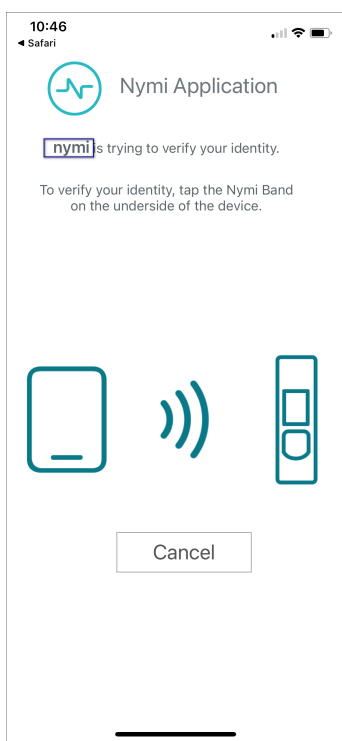 10:46
◀ Safari
Nymi Application
nymi is trying to verify your identity.
To verify your identity, tap the Nymi Band
on the underside of the device.
Cancel